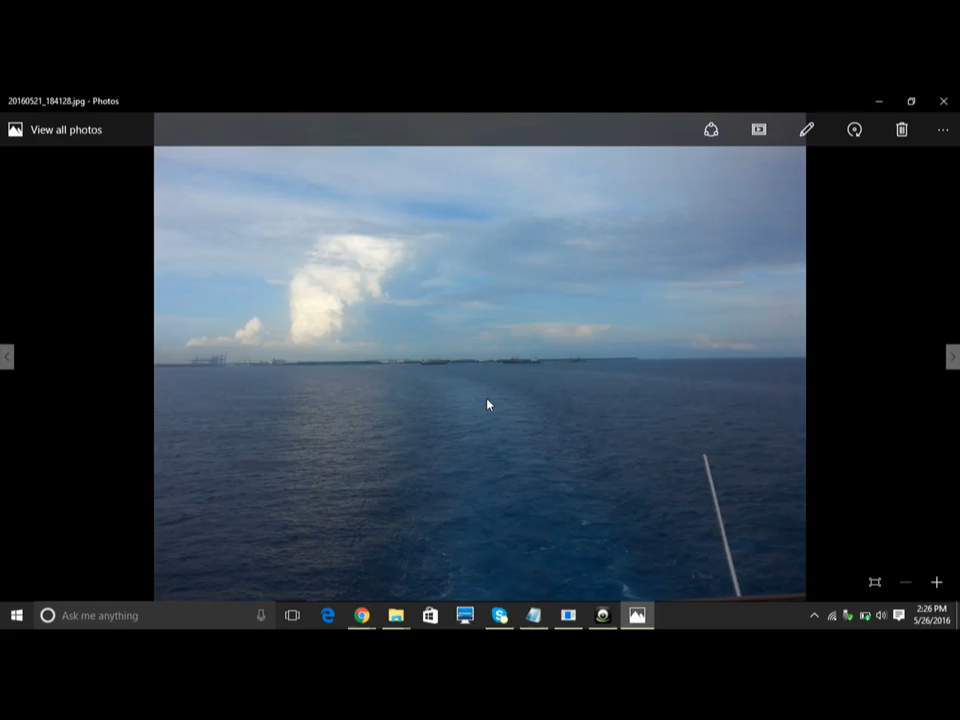 20160521_184128.jpg - Photos
View all photos
Ask me anything
2:26 PM
5/26/2016